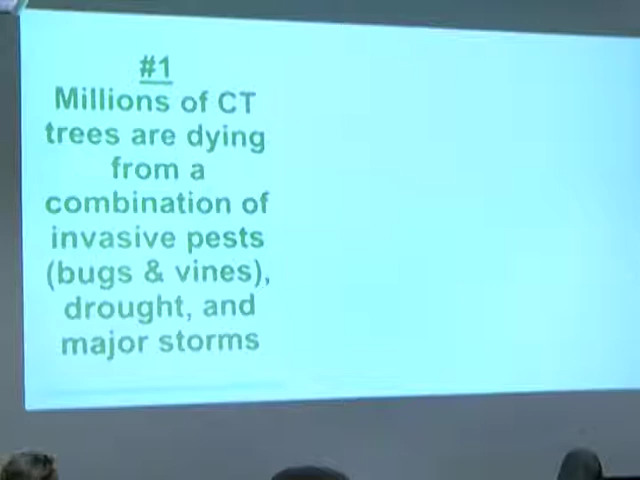 #1
Millions of CT
trees are dying
from a
combination of
invasive pests
(bugs & vines),
drought, and
major storms